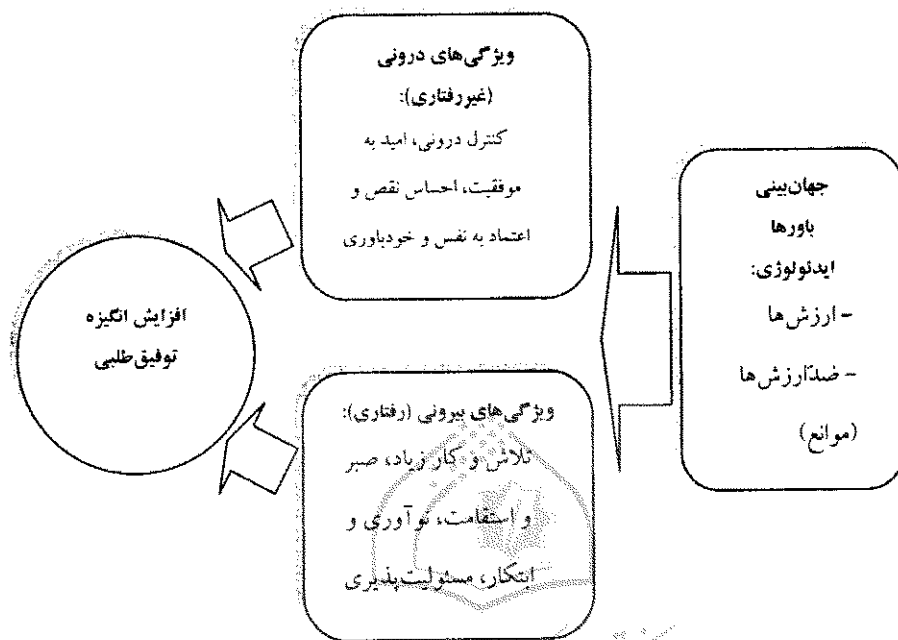 جهان‌بینی
باورها
ایدئولوژی:
- ارزش‌ها
- ضدّارزش‌ها
(موانع)
ویژگی‌های درونی
(غیررفتاری):
کنترل درونی، امید به
موفقیت، احساس نقص و
اعتماد به نفس و خودباوری
ویژگی‌های بیرونی (رفتاری):
تلاش و کار زیاد، صبر
و استقامت، نوآوری و
ابتکار، مسئولیت‌پذیری
افزایش انگیزه
توفیق‌طلبی